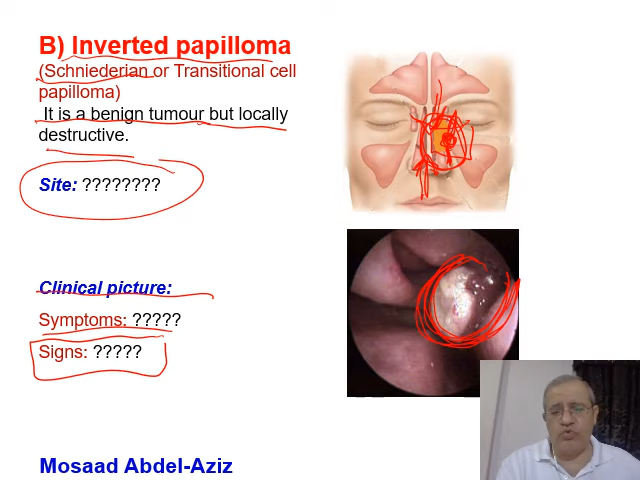 B) Inverted papilloma
(Schniederian or Transitional cell
papilloma)
It is a benign tumour but locally
destructive.
Site: ????????
Clinical picture:
Symptoms: ?????
Signs: ?????
Mosaad Abdel-Aziz